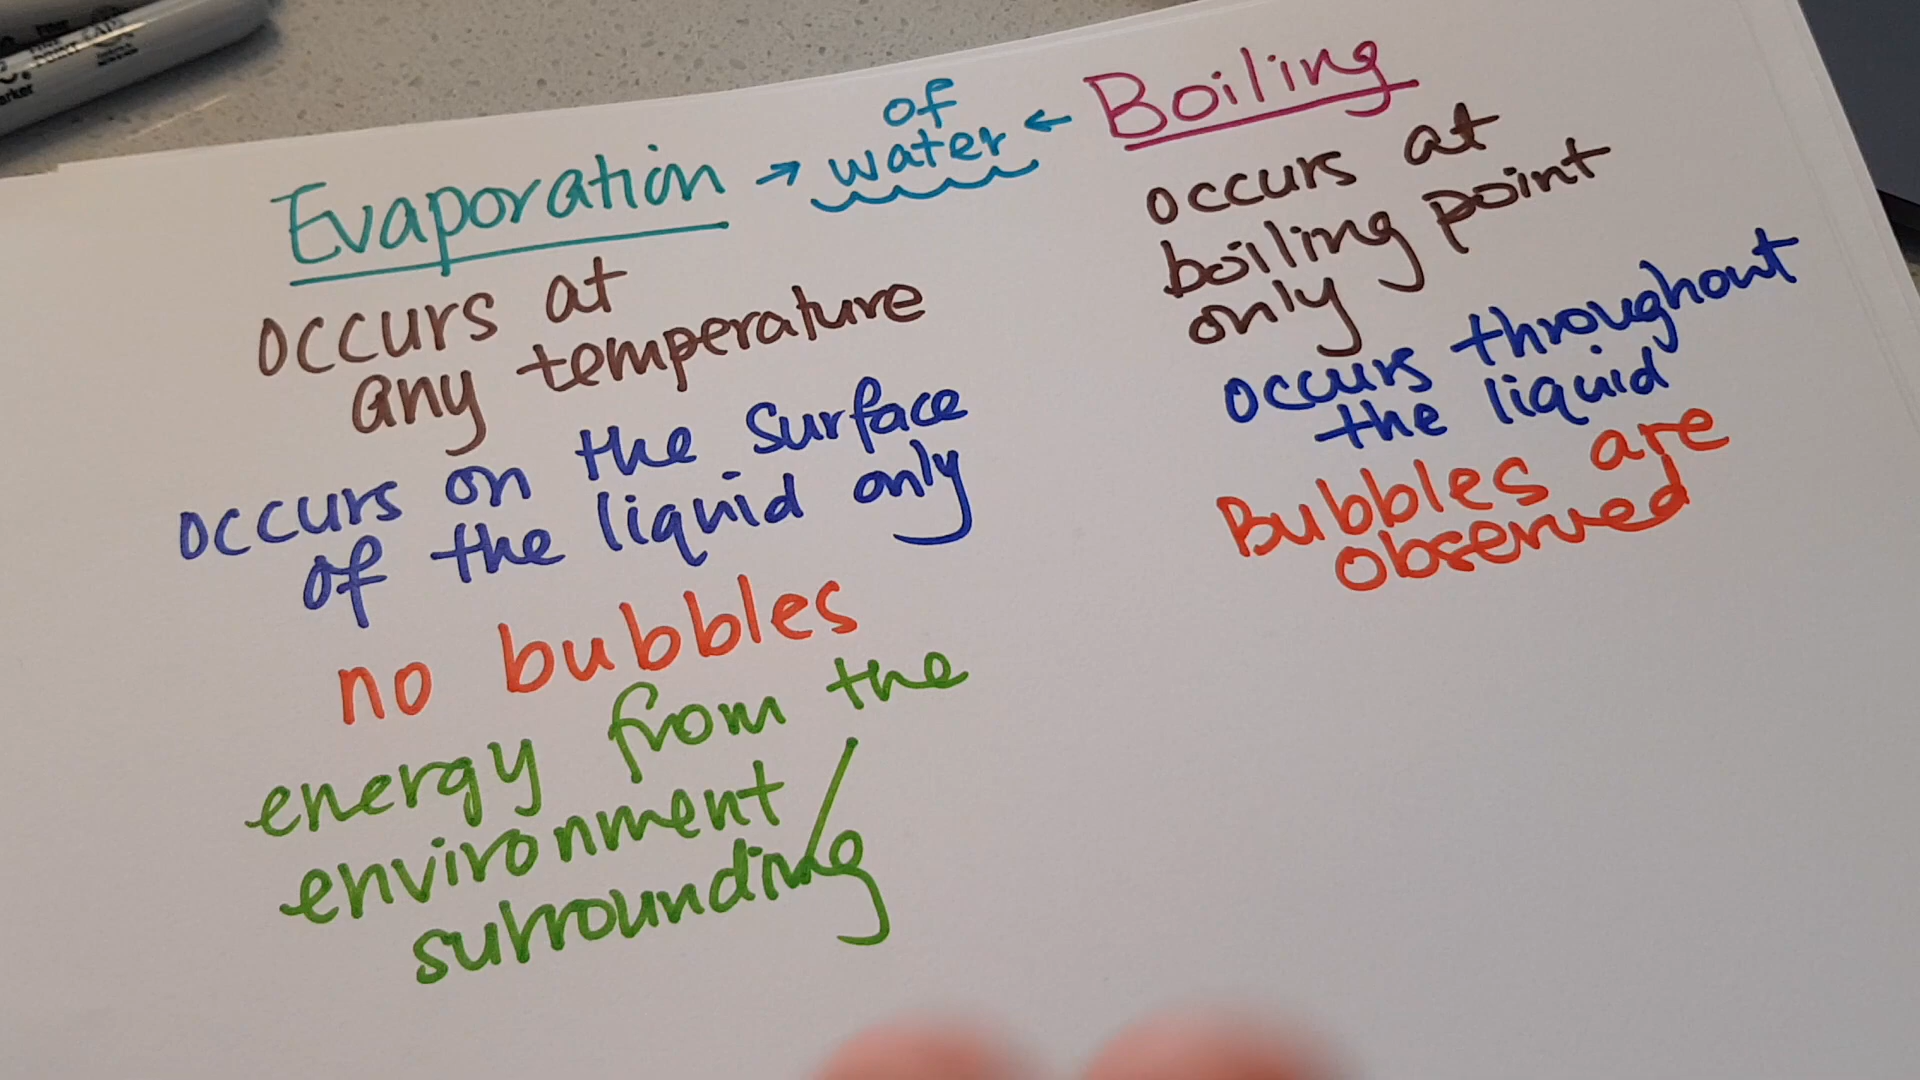 Evaporation → of water ← Boiling
occurs at
any temperature
occurs on the surface
of the liquid only
no bubbles
energy from the
environment /
surrounding
occurs at
boiling point
only
occurs throughout
the liquid
Bubbles are
observed